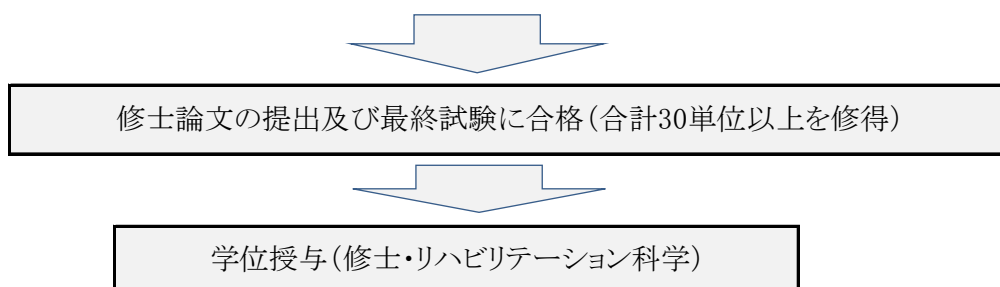 修士論文の提出及び最終試験に合格(合計30単位以上を修得)
学位授与(修士・リハビリテーション科学)